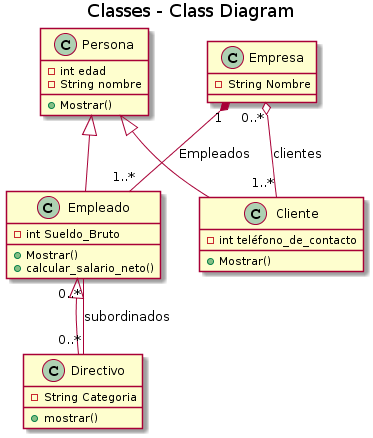 Classes - Class Diagram
C Persona
int edad
String nombre
Mostrar()
C Empresa
String Nombre
1
0..*
Empleados
clientes
1..*
1..*
C Empleado
int Sueldo_Bruto
Mostrar()
calcular_salario_neto()
C Cliente
int teléfono_de_contacto
Mostrar()
0..*
subordinados
0..*
C Directivo
String Categoria
mostrar()